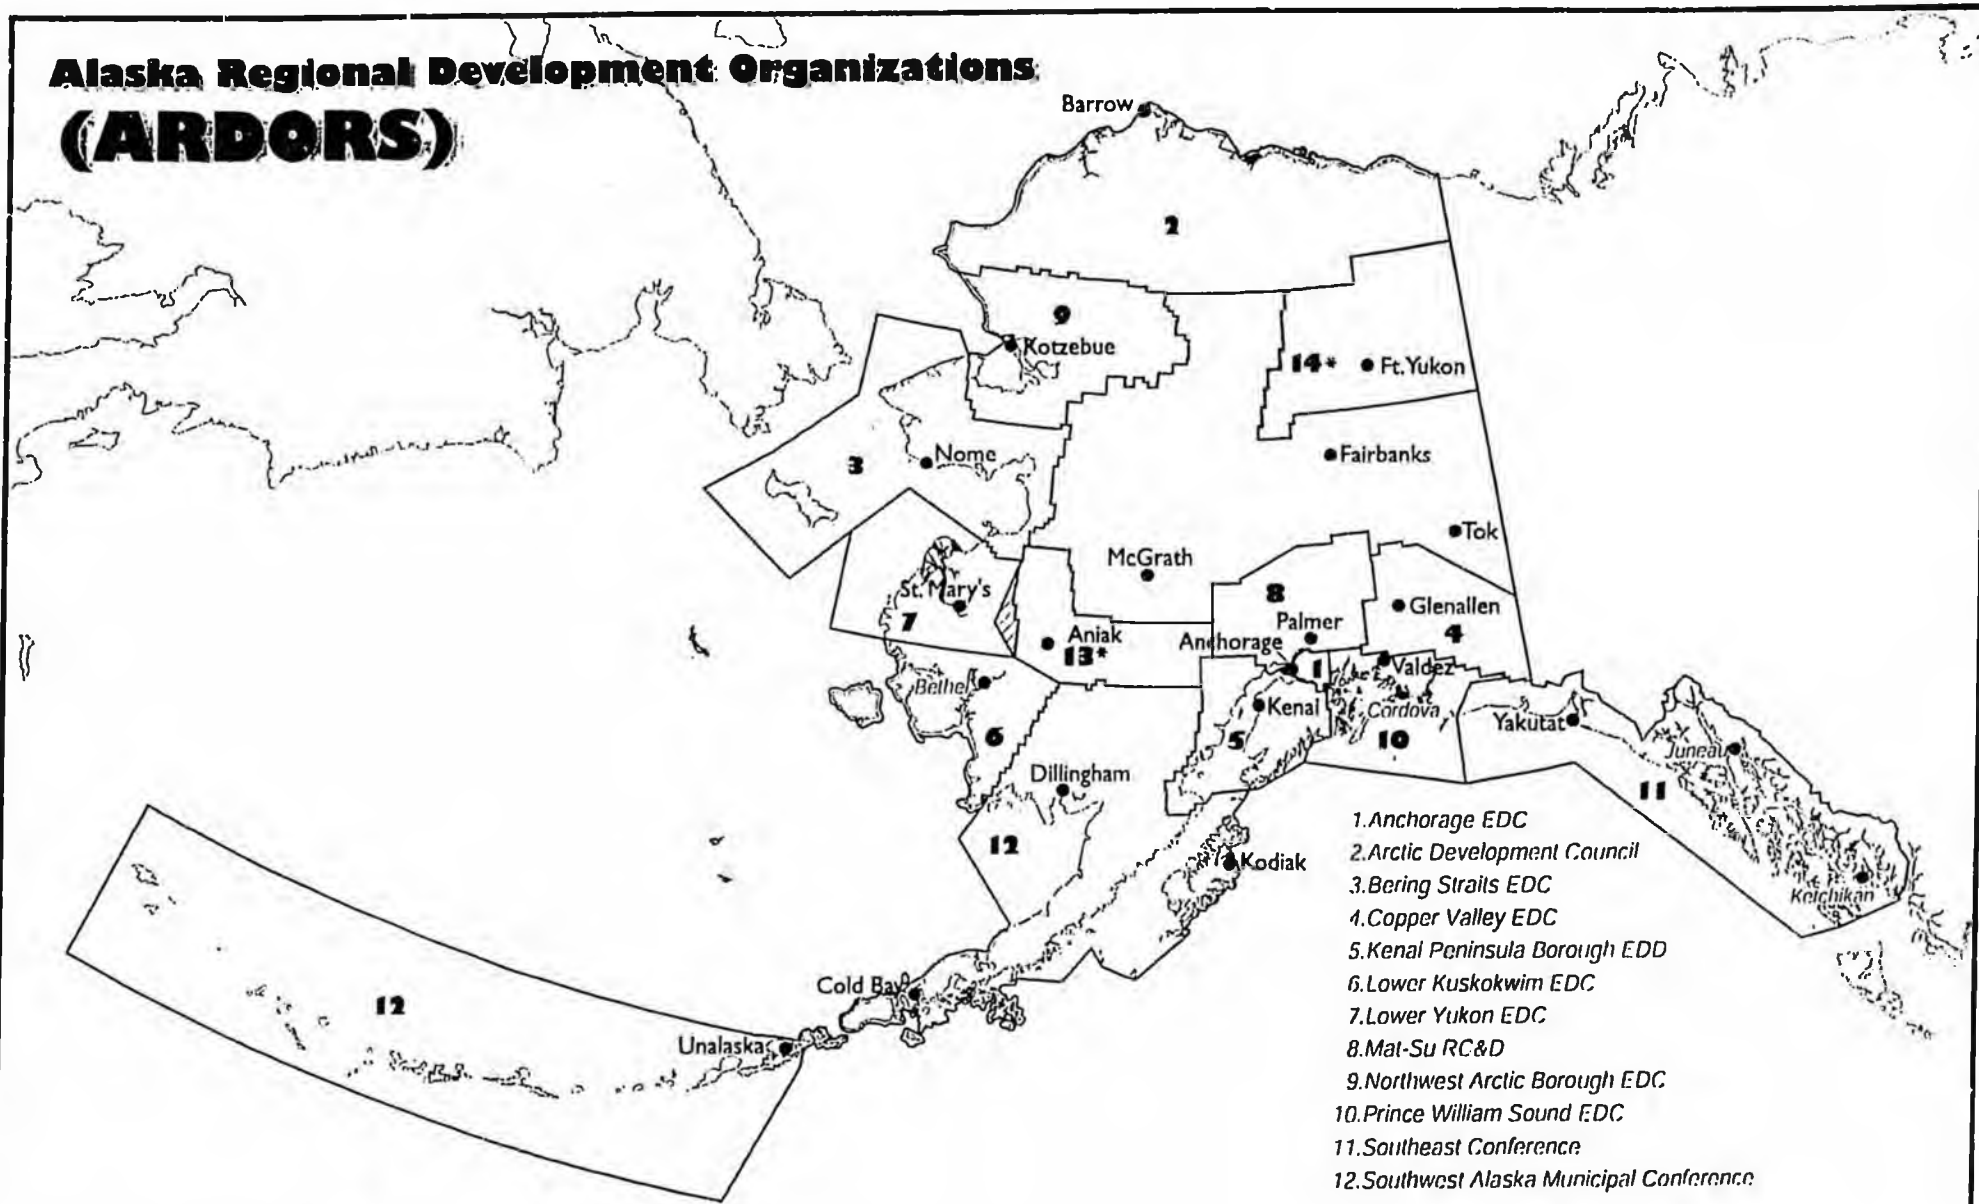 Alaska Regional Development Organizations
(ARDORS)
Barrow
2
9
Kotzebue
14* Ft. Yukon
Fairbanks
3 Nome
Tok
McGrath
St. Mary's
8
Glenallen
7
Palmer
Aniak
Anchorage
4
13*
1
Valdez
Bethel
Kenai
Cordova
Yakutat
6
5
10
Juneau
Dillingham
11
12
Kodiak
Ketchikan
Cold Bay
12
Unalaska
1.Anchorage EDC
2.Arctic Development Council
3.Bering Straits EDC
4.Copper Valley EDC
5.Kenai Peninsula Borough EDD
6.Lower Kuskokwim EDC
7.Lower Yukon EDC
8.Mat-Su RC&D
9.Northwest Arctic Borough EDC
10.Prince William Sound EDC
11.Southeast Conference
12.Southwest Alaska Municipal Conference